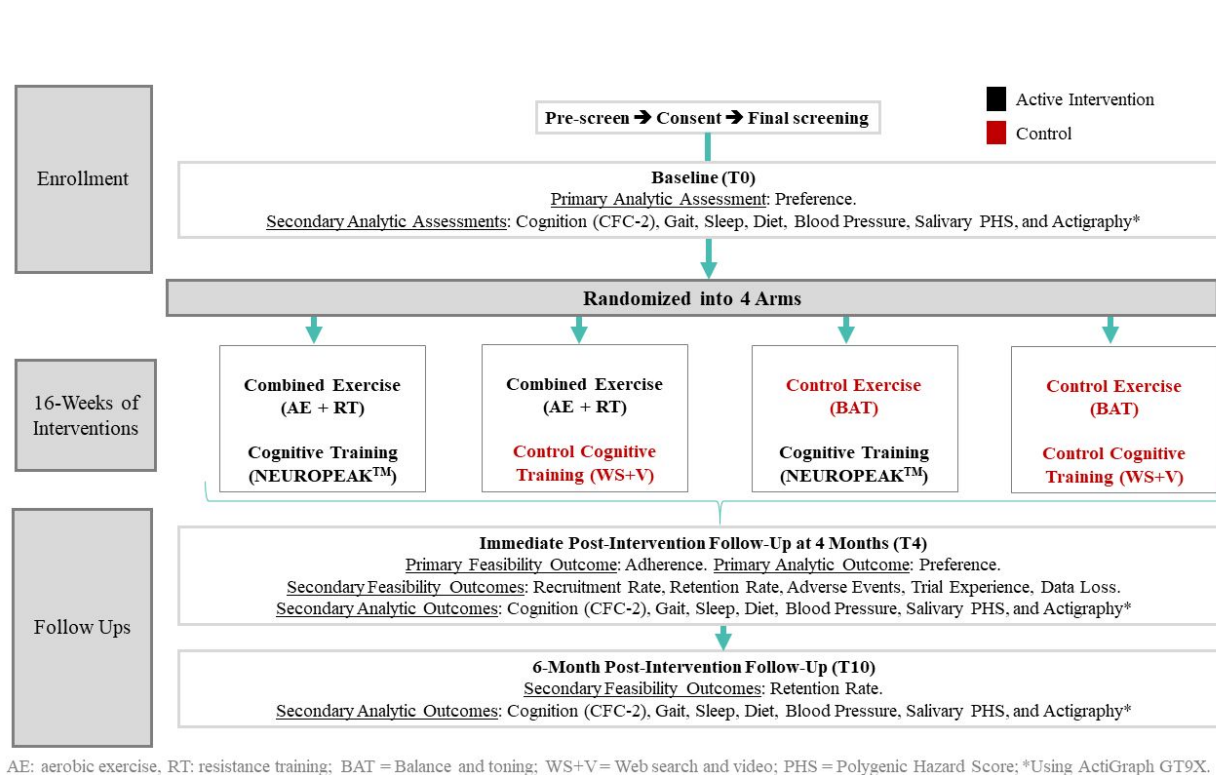 Active Intervention
Control
Enrollment
Pre-screen ➔ Consent ➔ Final screening
Baseline (T0)
Primary Analytic Assessment: Preference.
Secondary Analytic Assessments: Cognition (CFC-2), Gait, Sleep, Diet, Blood Pressure, Salivary PHS, and Actigraphy*
Randomized into 4 Arms
16-Weeks of
Interventions
Combined Exercise
(AE + RT)
Cognitive Training
(NEUROPEAK™)
Combined Exercise
(AE + RT)
Control Cognitive
Training (WS+V)
Control Exercise
(BAT)
Cognitive Training
(NEUROPEAK™)
Control Exercise
(BAT)
Control Cognitive
Training (WS+V)
Follow Ups
Immediate Post-Intervention Follow-Up at 4 Months (T4)
Primary Feasibility Outcome: Adherence. Primary Analytic Outcome: Preference.
Secondary Feasibility Outcomes: Recruitment Rate, Retention Rate, Adverse Events, Trial Experience, Data Loss.
Secondary Analytic Outcomes: Cognition (CFC-2), Gait, Sleep, Diet, Blood Pressure, Salivary PHS, and Actigraphy*
6-Month Post-Intervention Follow-Up (T10)
Secondary Feasibility Outcomes: Retention Rate.
Secondary Analytic Outcomes: Cognition (CFC-2), Gait, Sleep, Diet, Blood Pressure, Salivary PHS, and Actigraphy*
AE: aerobic exercise, RT: resistance training; BAT = Balance and toning; WS+V = Web search and video; PHS = Polygenic Hazard Score; *Using ActiGraph GT9X.